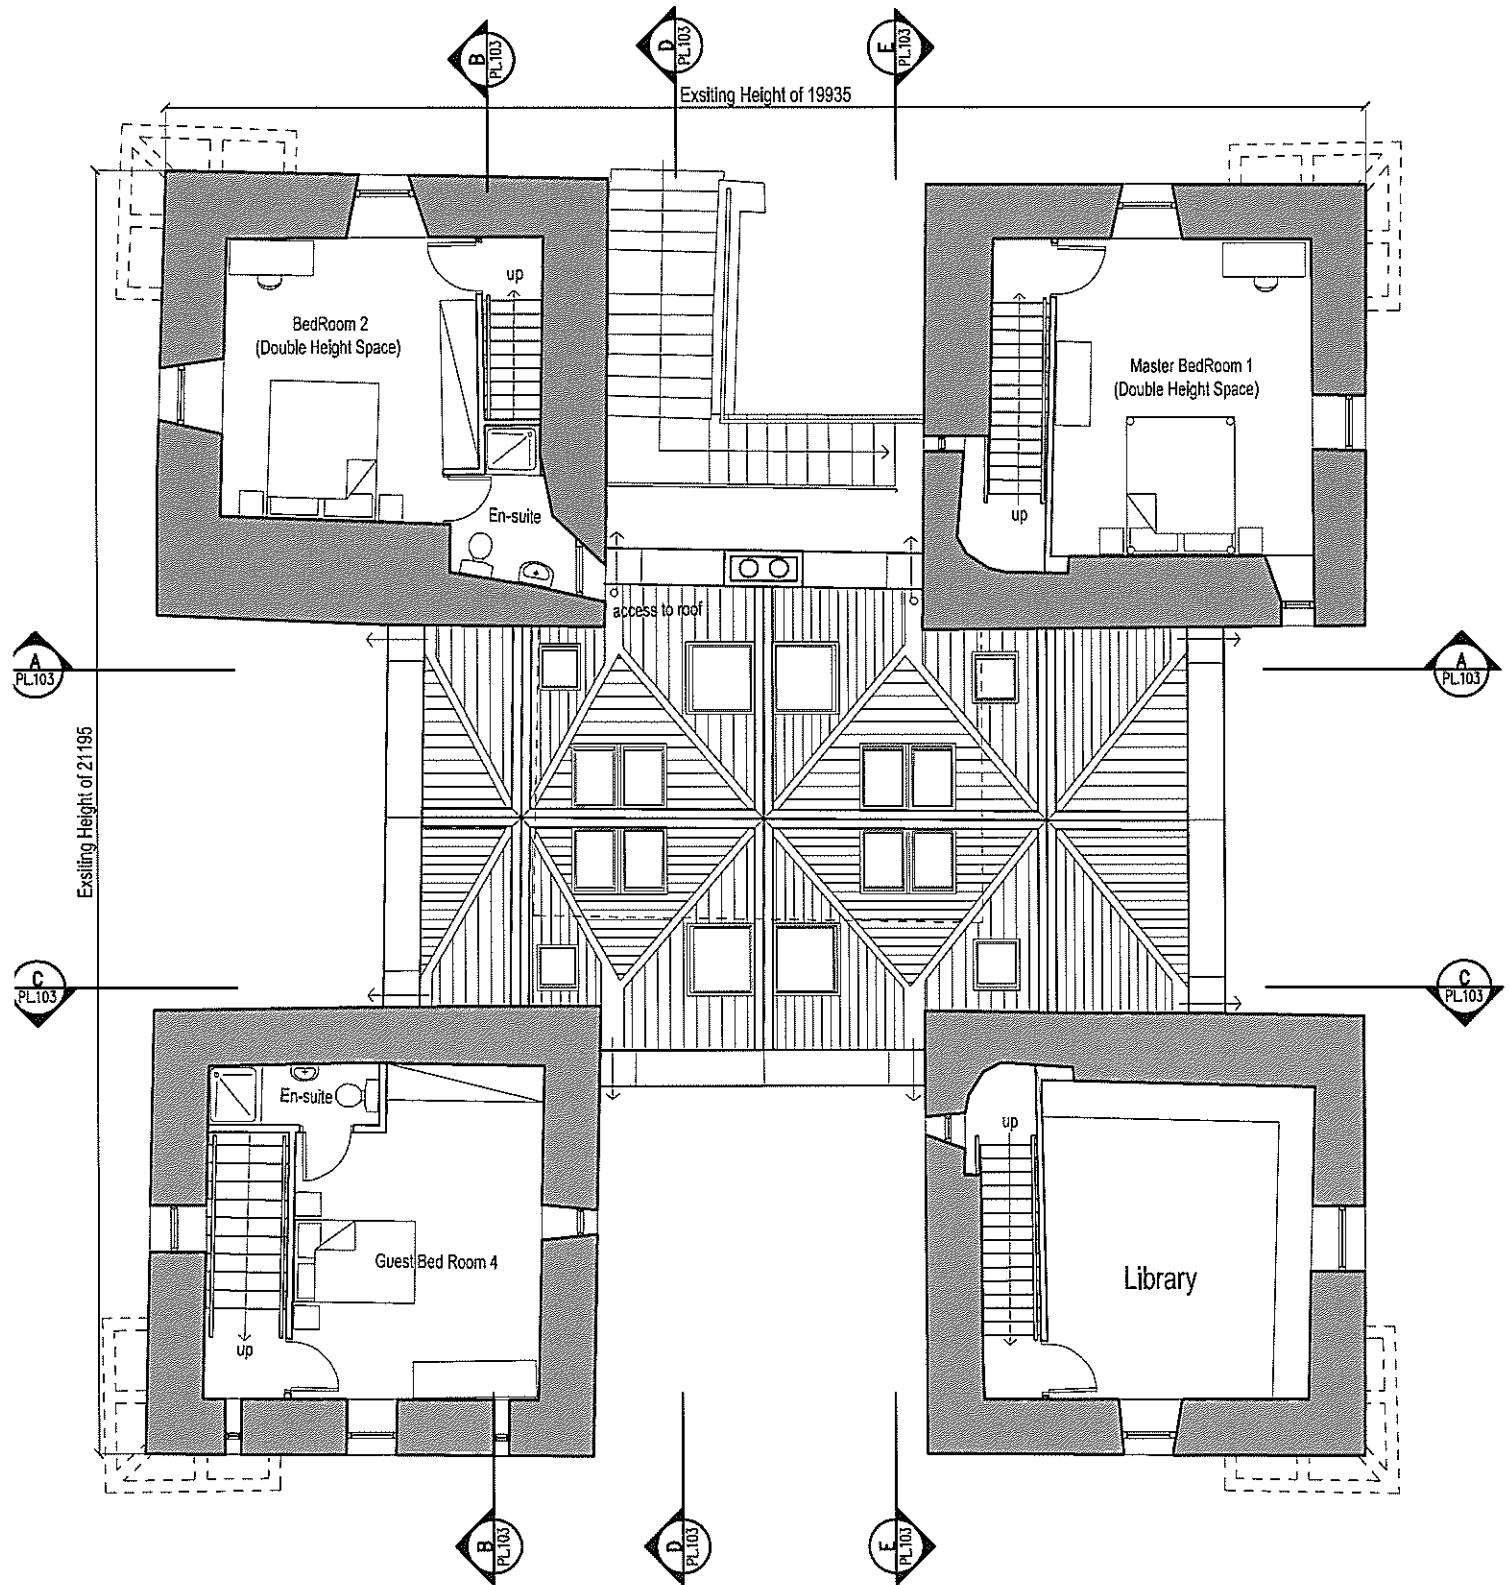 B
PL.103
D
PL.103
E
PL.103
Exsiting Height of 19935
up
BedRoom 2
(Double Height Space)
Master BedRoom 1
(Double Height Space)
En-suite
up
access to roof
A
PL.103
A
PL.103
Exsiting Height of 21195
C
PL.103
C
PL.103
En-suite
up
Guest Bed Room 4
Library
up
B
PL.103
D
PL.103
E
PL.103